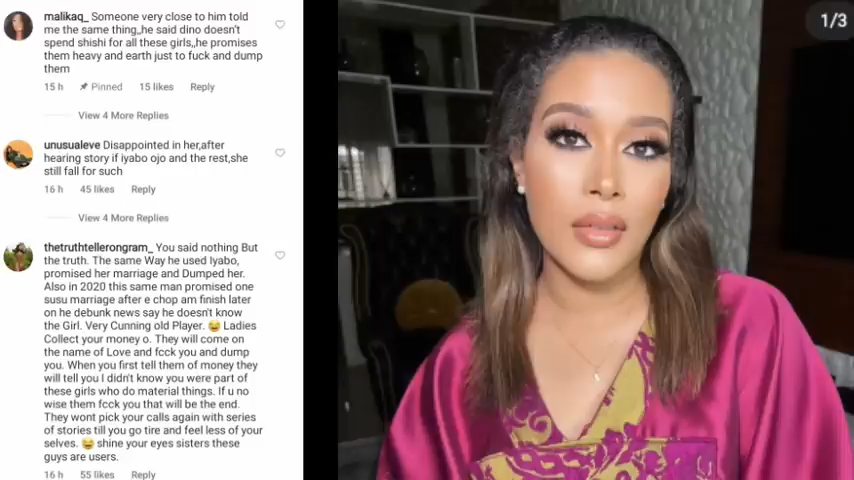 malikaq_ Someone very close to him told
me the same thing,,he said dino doesn't
spend shishi for all these girls,,he promises
them heavy and earth just to fuck and dump
them
15 h Pinned 15 likes Reply
View 4 More Replies
unusualeve Disappointed in her,after
hearing story if iyabo ojo and the rest,she
still fall for such
16 h 45 likes Reply
View 4 More Replies
thetruthtellerongram_ You said nothing But
the truth. The same Way he used Iyabo,
promised her marriage and Dumped her.
Also in 2020 this same man promised one
susu marriage after e chop am finish later
on he debunk news say he doesn't know
the Girl. Very Cunning old Player. 😂 Ladies
Collect your money o. They will come on
the name of Love and fcck you and dump
you. When you first tell them of money they
will tell you I didn't know you were part of
these girls who do material things. If u no
wise them fcck you that will be the end.
They wont pick your calls again with series
of stories till you go tire and feel less of your
selves. 😂 shine your eyes sisters these
guys are users.
16 h 55 likes Reply
1/3